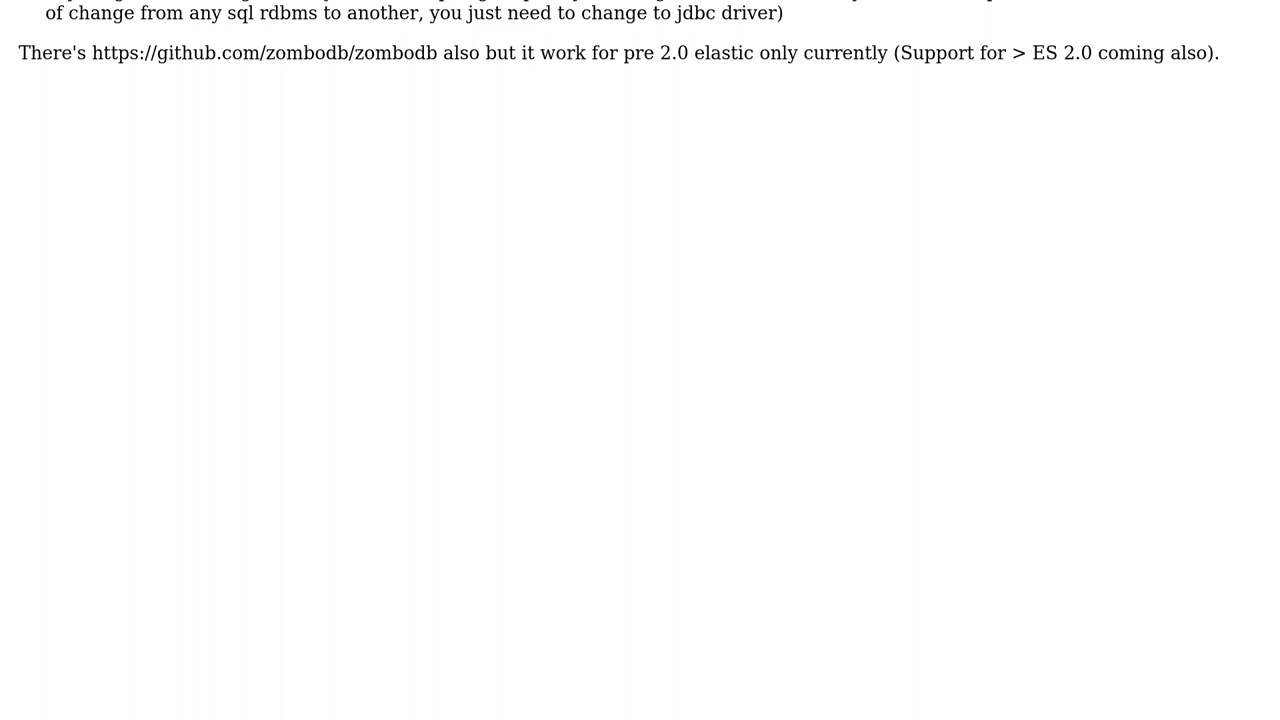 of change from any sql rdbms to another, you just need to change to jdbc driver)
There's https://github.com/zombodb/zombodb also but it work for pre 2.0 elastic only currently (Support for > ES 2.0 coming also).